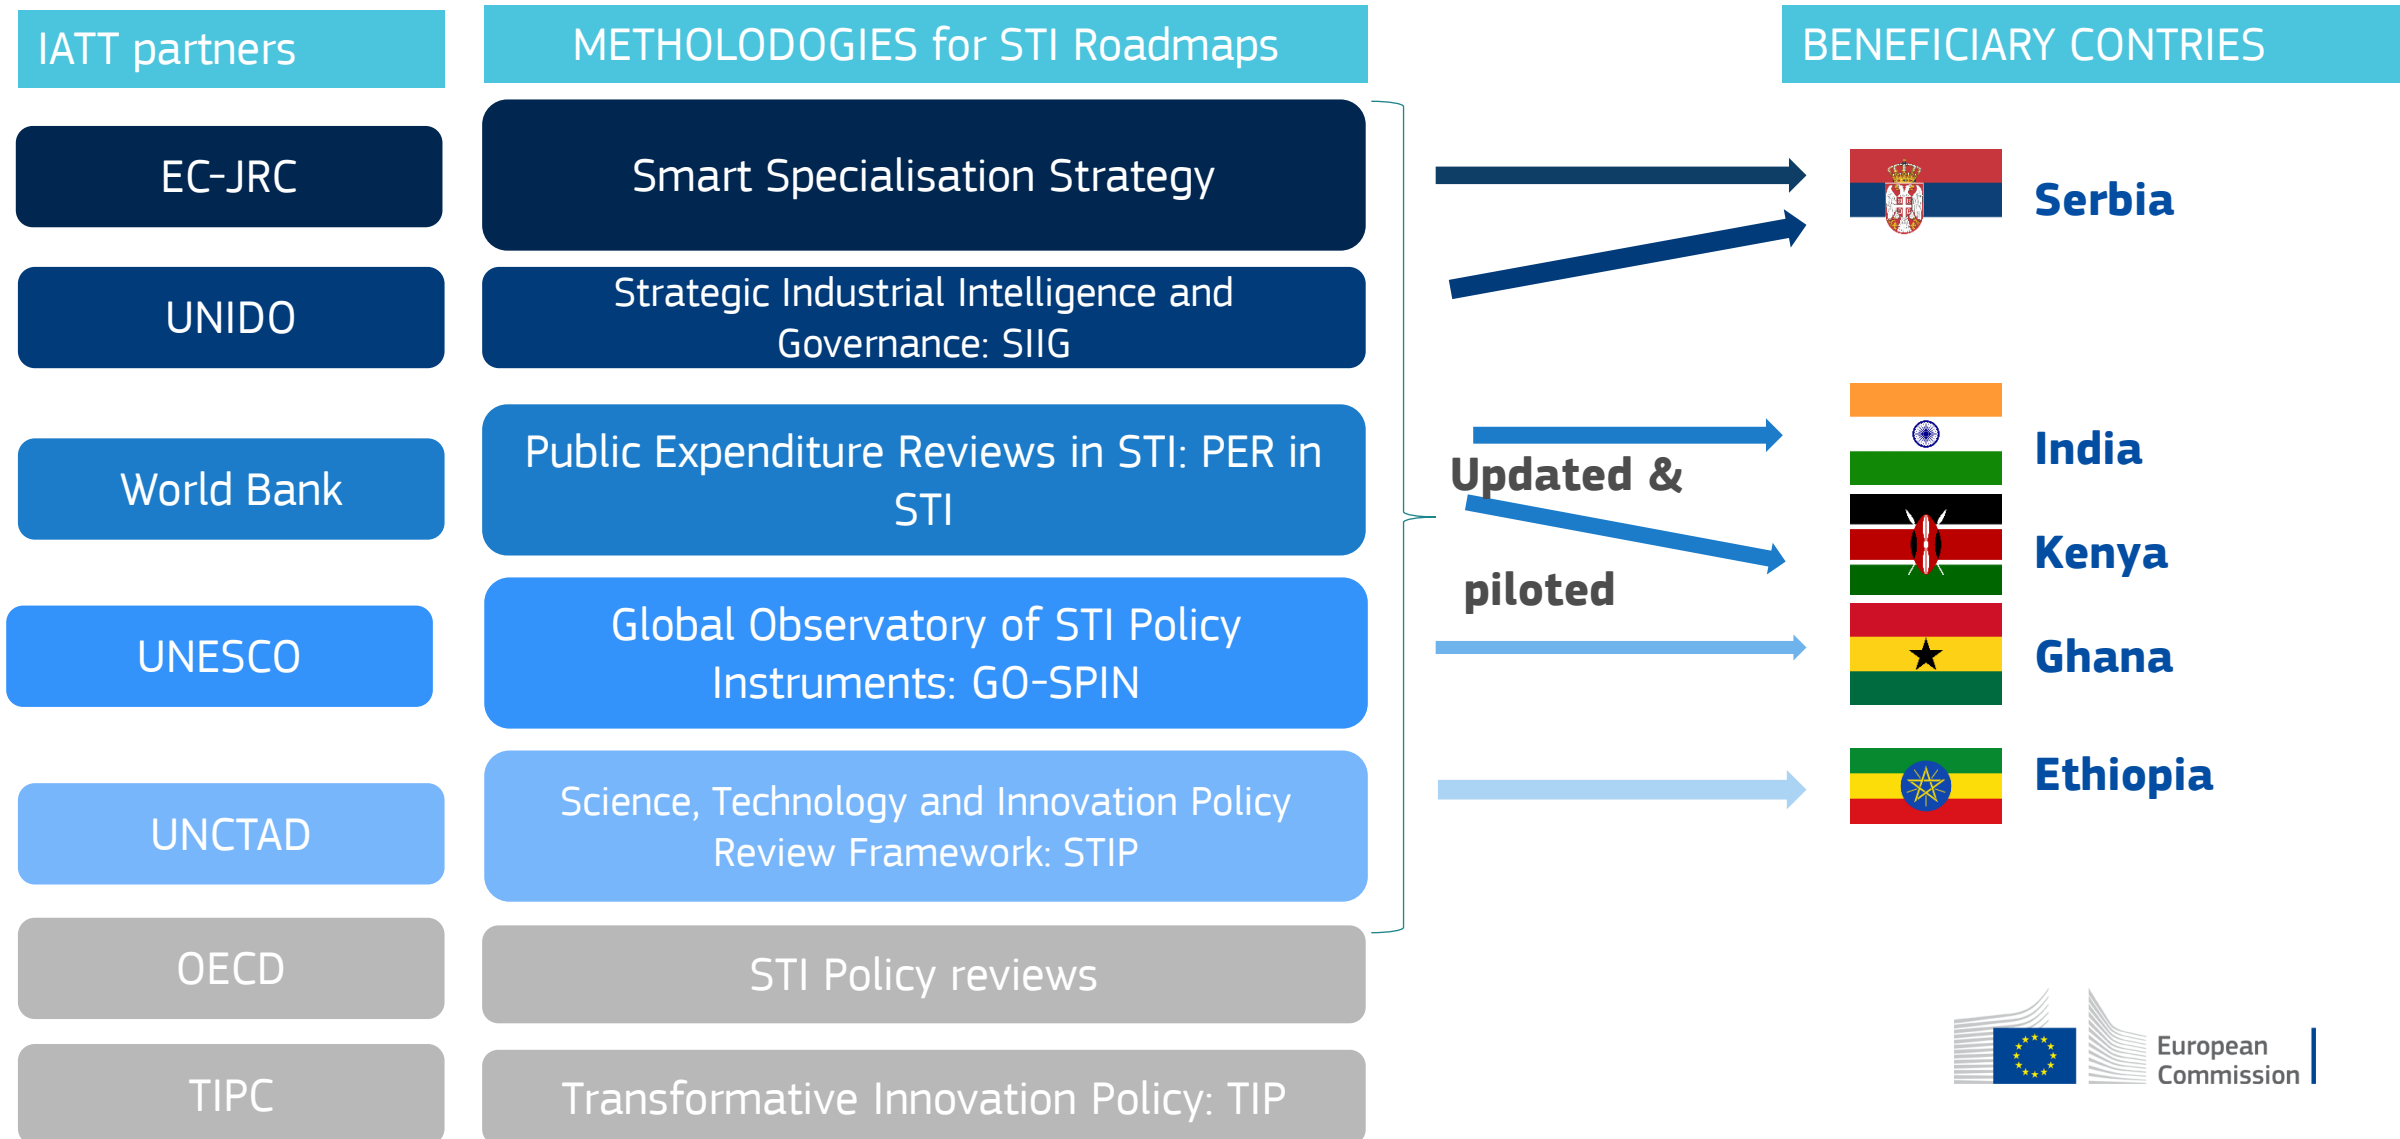 IATT partners
METHOLODOGIES for STI Roadmaps
BENEFICIARY CONTRIES
EC-JRC
Smart Specialisation Strategy
Serbia
UNIDO
Strategic Industrial Intelligence and
Governance: SIIG
World Bank
Public Expenditure Reviews in STI: PER in
STI
Updated &
piloted
India
Kenya
UNESCO
Global Observatory of STI Policy
Instruments: GO-SPIN
Ghana
UNCTAD
Science, Technology and Innovation Policy
Review Framework: STIP
Ethiopia
OECD
STI Policy reviews
TIPC
Transformative Innovation Policy: TIP
European
Commission